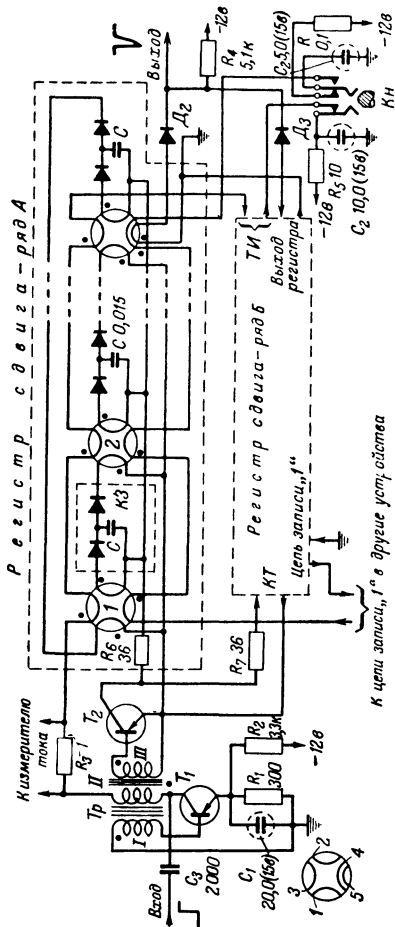 Регистр сдвига-ряд А
К измерителю
тока
R₃ 1
Вход
C₃
2000
Тр
I
II
III
T₁
T₂
R₆
36
1
C
КЗ
2
C 0,015
C
Выход
Д₂
-12в
R₄
5,1к
R
0,1
-12в
C₂ 5,0(15в)
Кн
Д₃
R₅ 10
-12в
C₂ 10,0(15в)
ТИ
Выход
регистра
Регистр сдвига-ряд Б
Цепь записи „1“
КТ
R₇ 36
К цепи записи „1“ в другие устройства
C₁
20,0(15в)
R₁
300
R₂
3,3к
-12в
1
2
3
4
5